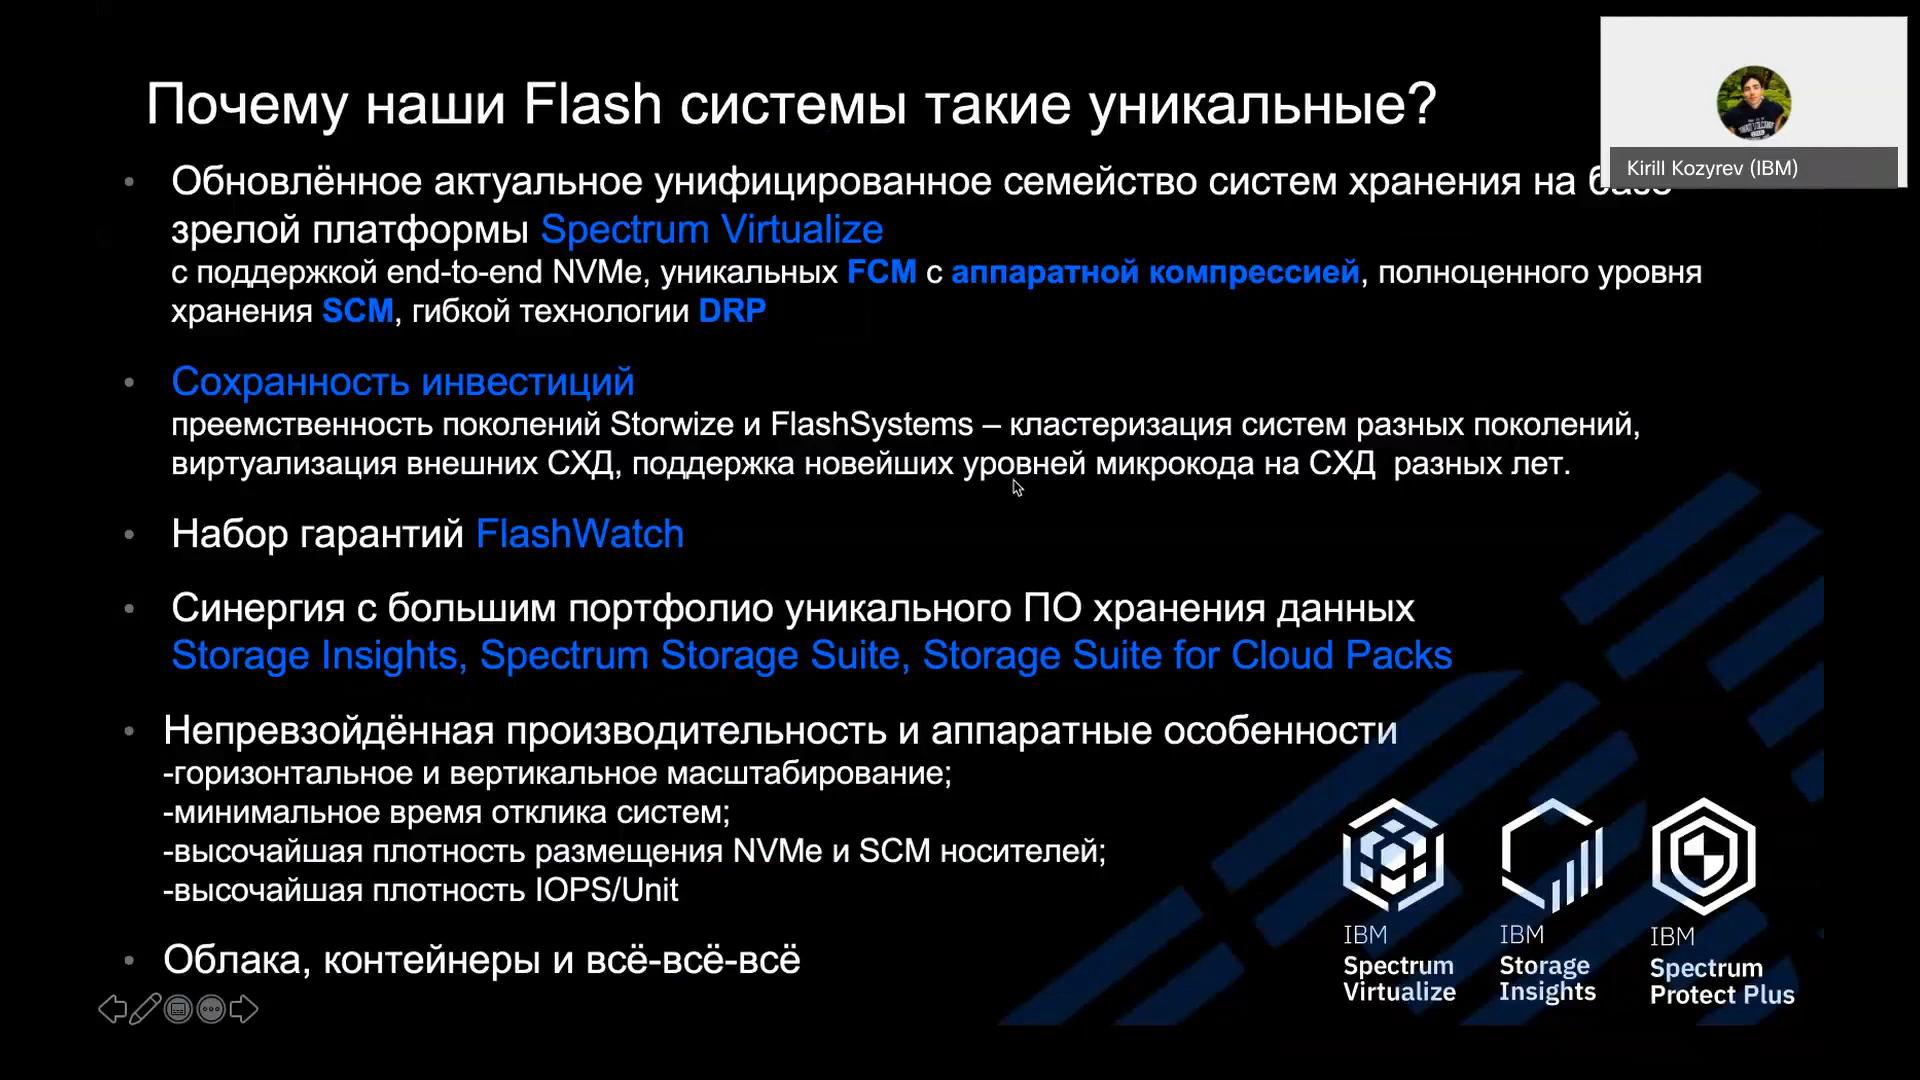 Почему наши Flash системы такие уникальные?
Kirill Kozyrev (IBM)
• Обновлённое актуальное унифицированное семейство систем хранения на базе
зрелой платформы Spectrum Virtualize
с поддержкой end-to-end NVMe, уникальных FCM с аппаратной компрессией, полноценного уровня
хранения SCM, гибкой технологии DRP
• Сохранность инвестиций
преемственность поколений Storwize и FlashSystems – кластеризация систем разных поколений,
виртуализация внешних СХД, поддержка новейших уровней микрокода на СХД разных лет.
• Набор гарантий FlashWatch
• Синергия с большим портфолио уникального ПО хранения данных
Storage Insights, Spectrum Storage Suite, Storage Suite for Cloud Packs
• Непревзойдённая производительность и аппаратные особенности
-горизонтальное и вертикальное масштабирование;
-минимальное время отклика систем;
-высочайшая плотность размещения NVMe и SCM носителей;
-высочайшая плотность IOPS/Unit
• Облака, контейнеры и всё-всё-всё
IBM
Spectrum
Virtualize
IBM
Storage
Insights
IBM
Spectrum
Protect Plus